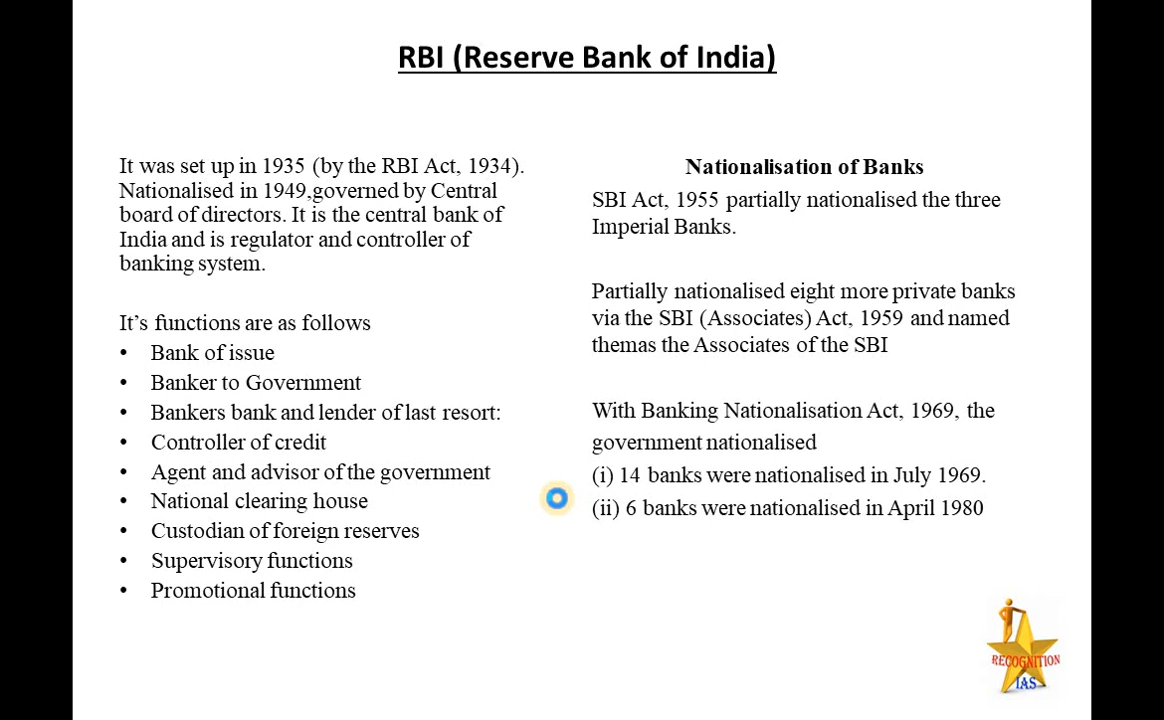 RBI (Reserve Bank of India)
It was set up in 1935 (by the RBI Act, 1934).
Nationalised in 1949,governed by Central
board of directors. It is the central bank of
India and is regulator and controller of
banking system.
It’s functions are as follows
• Bank of issue
• Banker to Government
• Bankers bank and lender of last resort:
• Controller of credit
• Agent and advisor of the government
• National clearing house
• Custodian of foreign reserves
• Supervisory functions
• Promotional functions
Nationalisation of Banks
SBI Act, 1955 partially nationalised the three
Imperial Banks.
Partially nationalised eight more private banks
via the SBI (Associates) Act, 1959 and named
themas the Associates of the SBI
With Banking Nationalisation Act, 1969, the
government nationalised
(i) 14 banks were nationalised in July 1969.
(ii) 6 banks were nationalised in April 1980
RECOGNITION
IAS